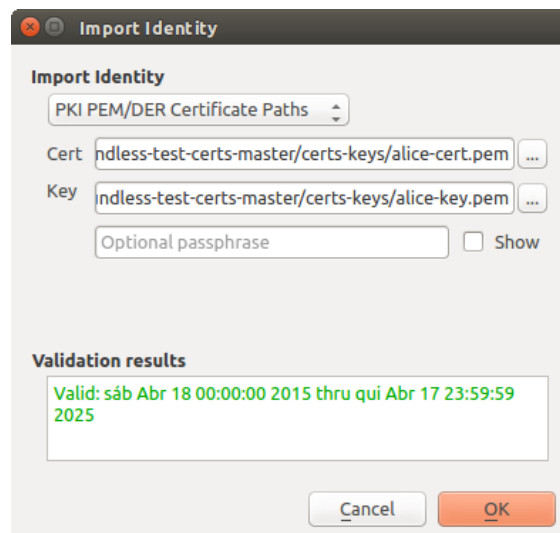 Import Identity
Import Identity
PKI PEM/DER Certificate Paths
Cert ndless-test-certs-master/certs-keys/alice-cert.pem ...
Key indless-test-certs-master/certs-keys/alice-key.pem ...
Optional passphrase Show
Validation results
Valid: sáb Abr 18 00:00:00 2015 thru qui Abr 17 23:59:59
2025
Cancel OK